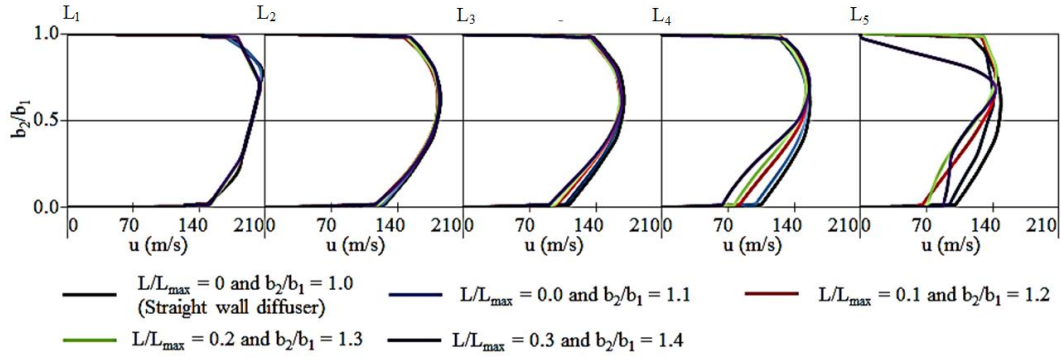 L1 L2 L3 L4 L5
b2/b1
1.0
0.5
0.0
0 70 140 210 0 70 140 210 0 70 140 210 0 70 140 210 0 70 140 210
u (m/s) u (m/s) u (m/s) u (m/s) u (m/s)
L/Lmax = 0 and b2/b1 = 1.0
(Straight wall diffuser)
L/Lmax = 0.0 and b2/b1 = 1.1
L/Lmax = 0.1 and b2/b1 = 1.2
L/Lmax = 0.2 and b2/b1 = 1.3
L/Lmax = 0.3 and b2/b1 = 1.4